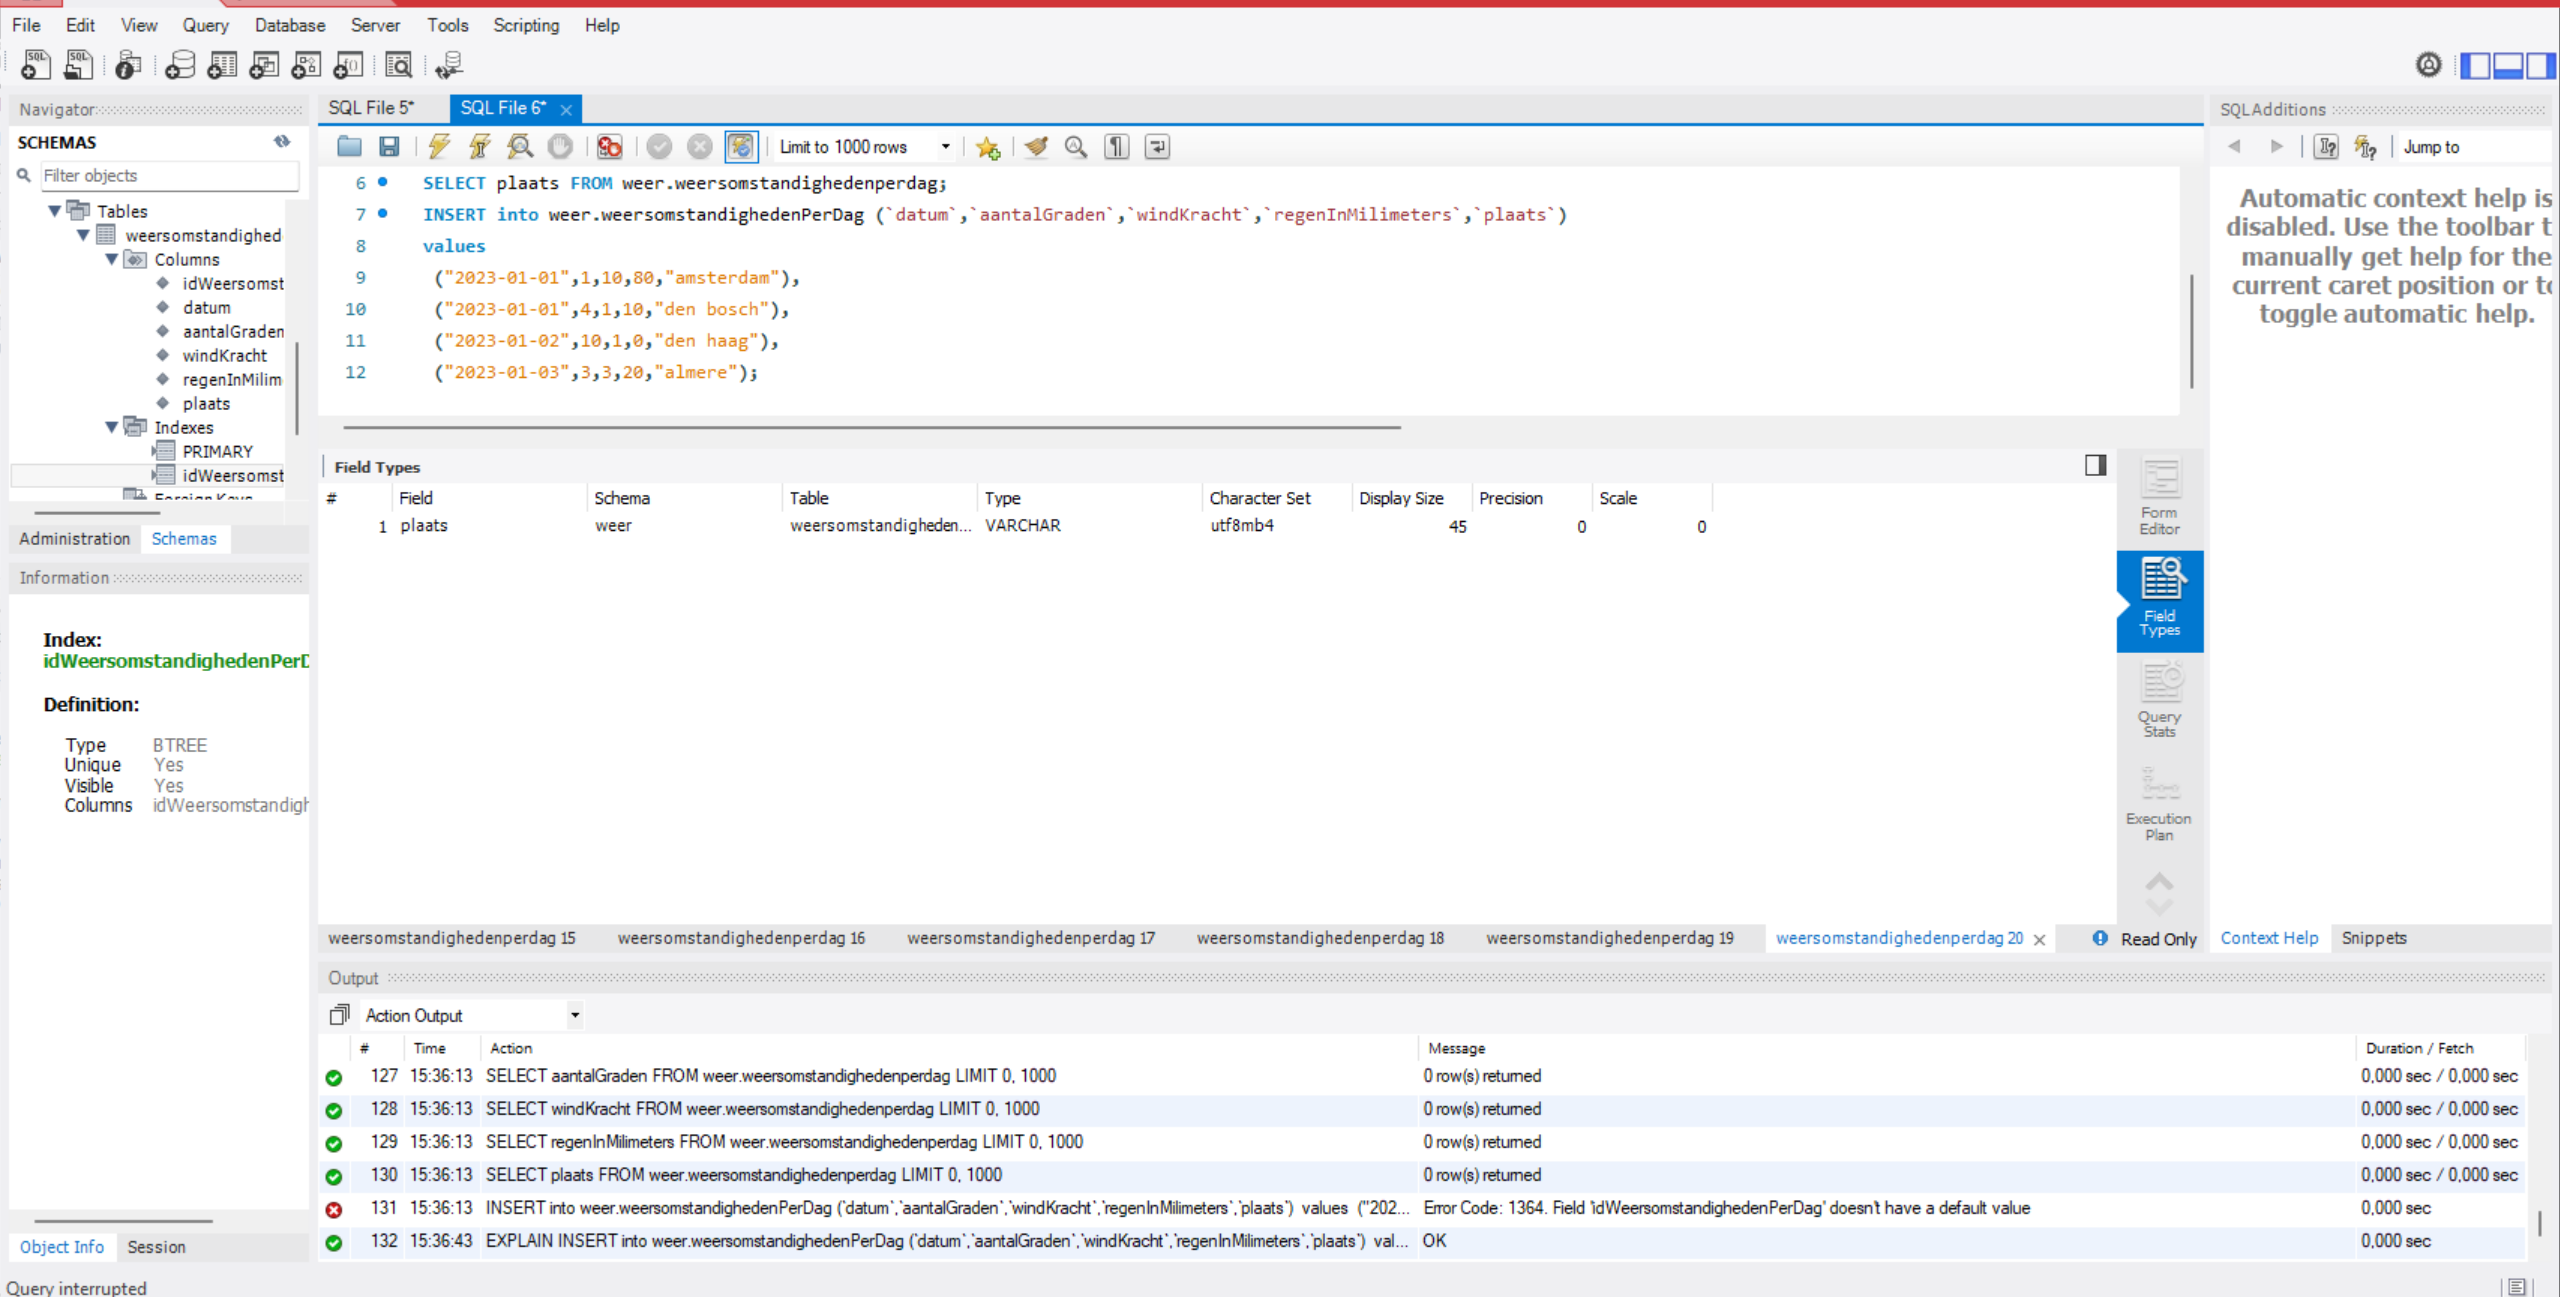 File Edit View Query Database Server Tools Scripting Help
Navigator
SCHEMAS
Filter objects
Tables
weersomstandighed
Columns
idWeersomst
datum
aantalGraden
windKracht
regenInMilim
plaats
Indexes
PRIMARY
idWeersomst
Foreign Keys
Administration Schemas
Information
Index:
idWeersomstandighedenPerD
Definition:
Type BTREE
Unique Yes
Visible Yes
Columns idWeersomstandigh
Object Info Session
Query interrupted
SQL File 5* SQL File 6*
Limit to 1000 rows
6 SELECT plaats FROM weer.weersomstandighedenperdag;
7 INSERT into weer.weersomstandighedenPerDag (`datum`,`aantalGraden`,`windKracht`,`regenInMilimeters`,`plaats`)
8 values
9 ("2023-01-01",1,10,80,"amsterdam"),
10 ("2023-01-01",4,1,10,"den bosch"),
11 ("2023-01-02",10,1,0,"den haag"),
12 ("2023-01-03",3,3,20,"almere");
Field Types
# Field Schema Table Type Character Set Display Size Precision Scale
1 plaats weer weersomstandigheden... VARCHAR utf8mb4 45 0 0
Form
Editor
Field
Types
Query
Stats
Execution
Plan
weersomstandighedenperdag 15 weersomstandighedenperdag 16 weersomstandighedenperdag 17 weersomstandighedenperdag 18 weersomstandighedenperdag 19 weersomstandighedenperdag 20 Read Only
Output
Action Output
# Time Action Message Duration / Fetch
127 15:36:13 SELECT aantalGraden FROM weer.weersomstandighedenperdag LIMIT 0, 1000 0 row(s) returned 0,000 sec / 0,000 sec
128 15:36:13 SELECT windKracht FROM weer.weersomstandighedenperdag LIMIT 0, 1000 0 row(s) returned 0,000 sec / 0,000 sec
129 15:36:13 SELECT regenInMilimeters FROM weer.weersomstandighedenperdag LIMIT 0, 1000 0 row(s) returned 0,000 sec / 0,000 sec
130 15:36:13 SELECT plaats FROM weer.weersomstandighedenperdag LIMIT 0, 1000 0 row(s) returned 0,000 sec / 0,000 sec
131 15:36:13 INSERT into weer.weersomstandighedenPerDag (`datum`,`aantalGraden`,`windKracht`,`regenInMilimeters`,`plaats`) values ("202... Error Code: 1364. Field 'idWeersomstandighedenPerDag' doesn't have a default value 0,000 sec
132 15:36:43 EXPLAIN INSERT into weer.weersomstandighedenPerDag (`datum`,`aantalGraden`,`windKracht`,`regenInMilimeters`,`plaats`) val... OK 0,000 sec
SQLAdditions
Jump to
Automatic context help is
disabled. Use the toolbar t
manually get help for the
current caret position or to
toggle automatic help.
Context Help Snippets